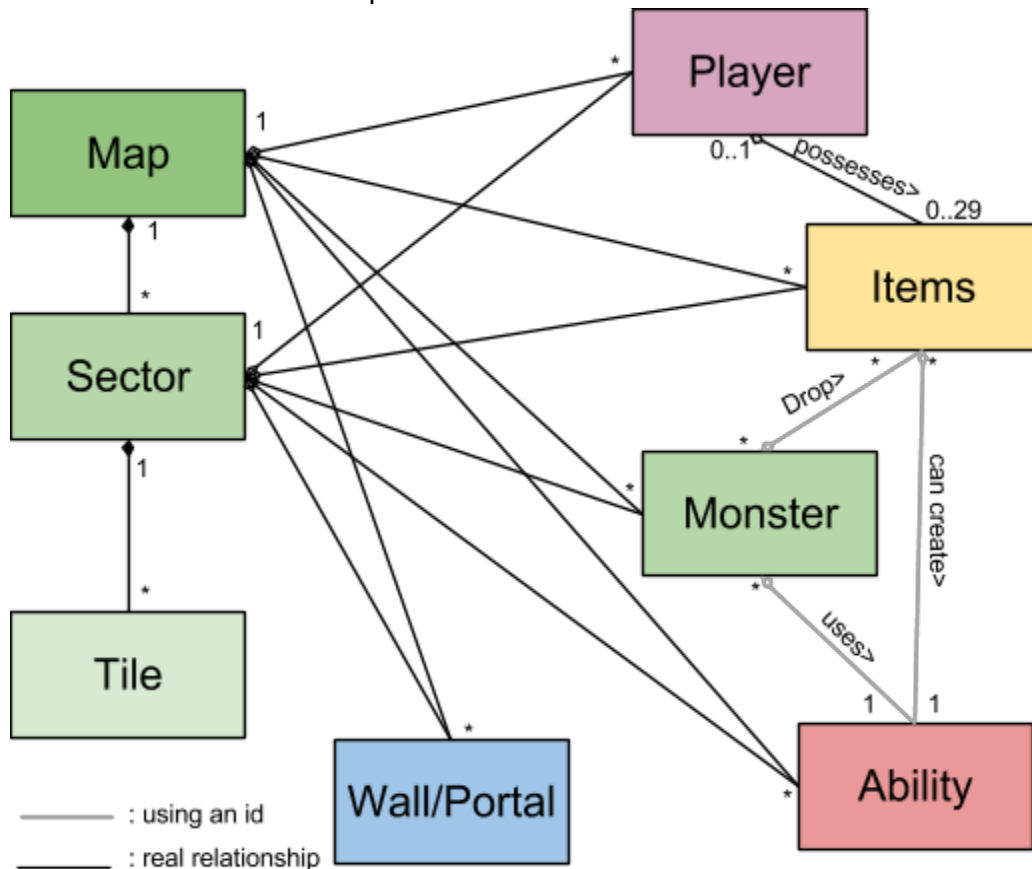 Player
*
1
Map
0..1
possesses>
0..29
1
*
*
Items
1
Sector
*
*
Drop>
*
1
*
Monster
can create>
*
*
uses>
Tile
1
1
*
Wall/Portal
*
Ability
: using an id
: real relationship